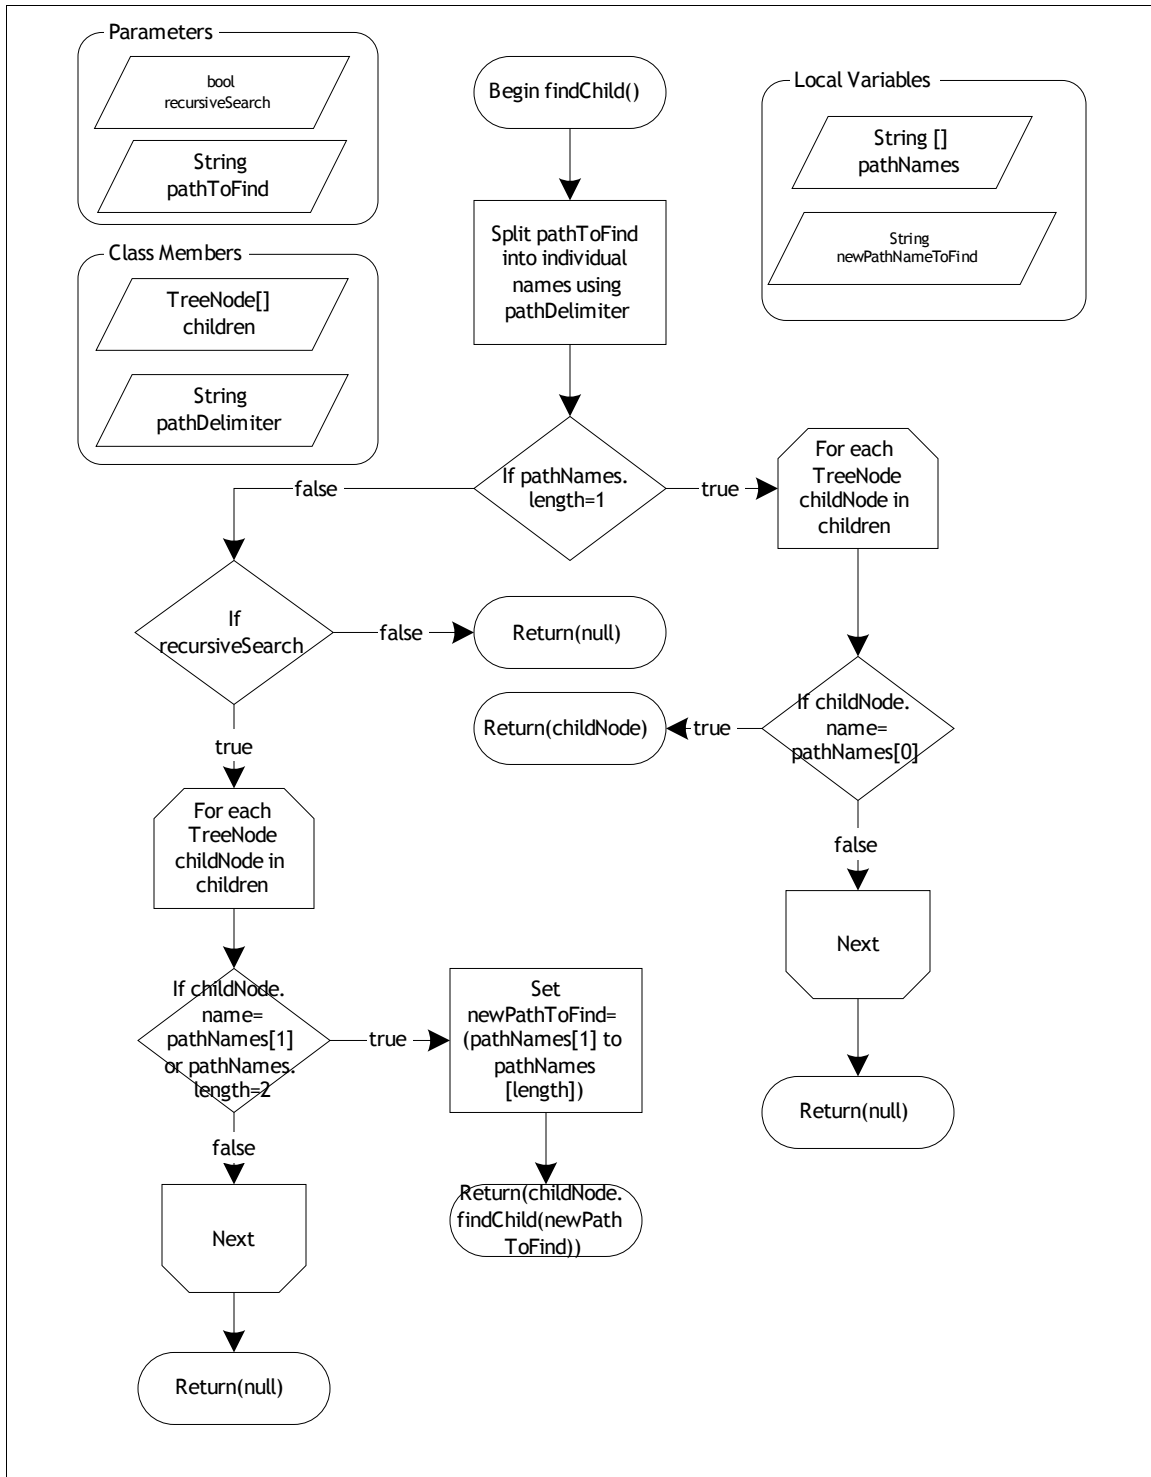 Parameters
bool
recursiveSearch
String
pathToFind
Class Members
TreeNode[]
children
String
pathDelimiter
Begin findChild()
Local Variables
String []
pathNames
String
newPathNameToFind
Split pathToFind
into individual
names using
pathDelimiter
If pathNames.
length=1
false
true
For each
TreeNode
childNode in
children
If
recursiveSearch
false
Return(null)
true
If childNode.
name=
pathNames[0]
true
Return(childNode)
false
Next
Return(null)
For each
TreeNode
childNode in
children
If childNode.
name=
pathNames[1]
or pathNames.
length=2
true
Set
newPathToFind=
(pathNames[1] to
pathNames
[length])
Return(childNode.
findChild(newPath
ToFind))
false
Next
Return(null)